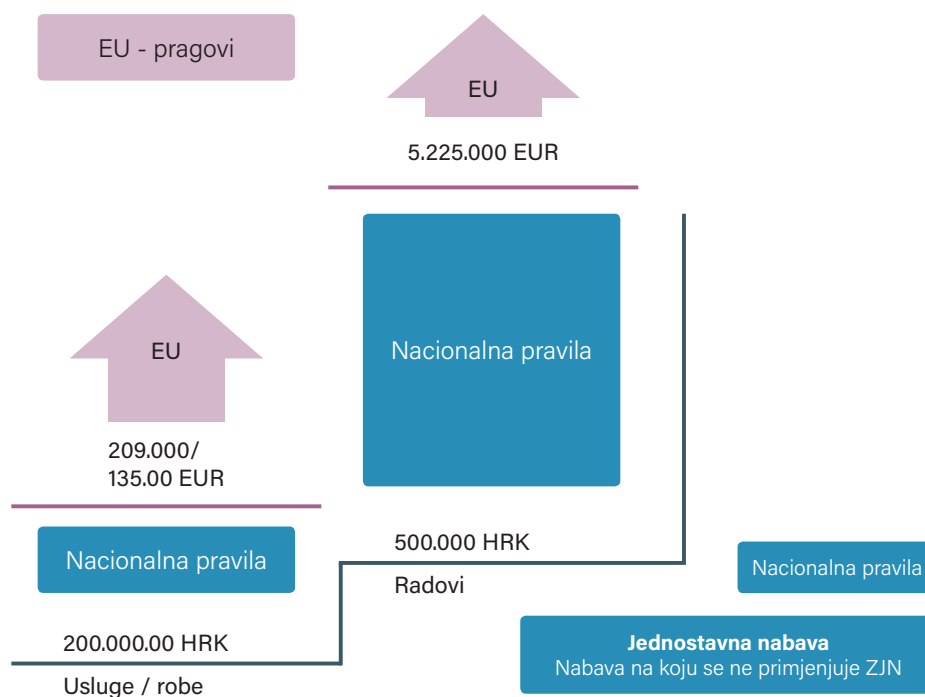 EU - pragovi
EU
5.225.000 EUR
Nacionalna pravila
EU
209.000/
135.00 EUR
Nacionalna pravila
500.000 HRK
Radovi
200.000.00 HRK
Usluge / robe
Nacionalna pravila
Jednostavna nabava
Nabava na koju se ne primjenjuje ZJN